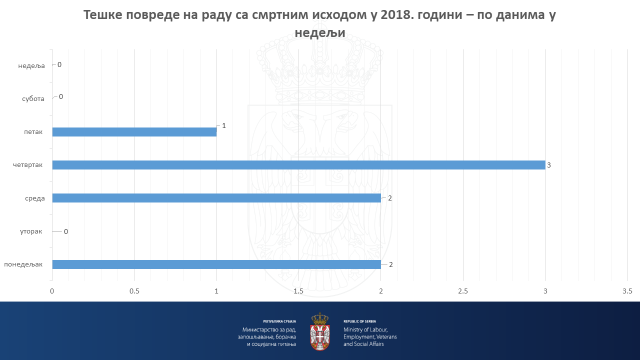 Тешке повреде на раду са смртним исходом у 2018. години – по данима у
недељи
недеља 0
субота 0
петак 1
четвртак 3
среда 2
уторак 0
понедељак 2
0 0.5 1 1.5 2 2.5 3 3.5
РЕПУБЛИКА СРБИЈА
Министарство за рад,
запошљавање, борачка
и социјална питања
REPUBLIC OF SERBIA
Ministry of Labour,
Employment, Veterans
and Social Affairs